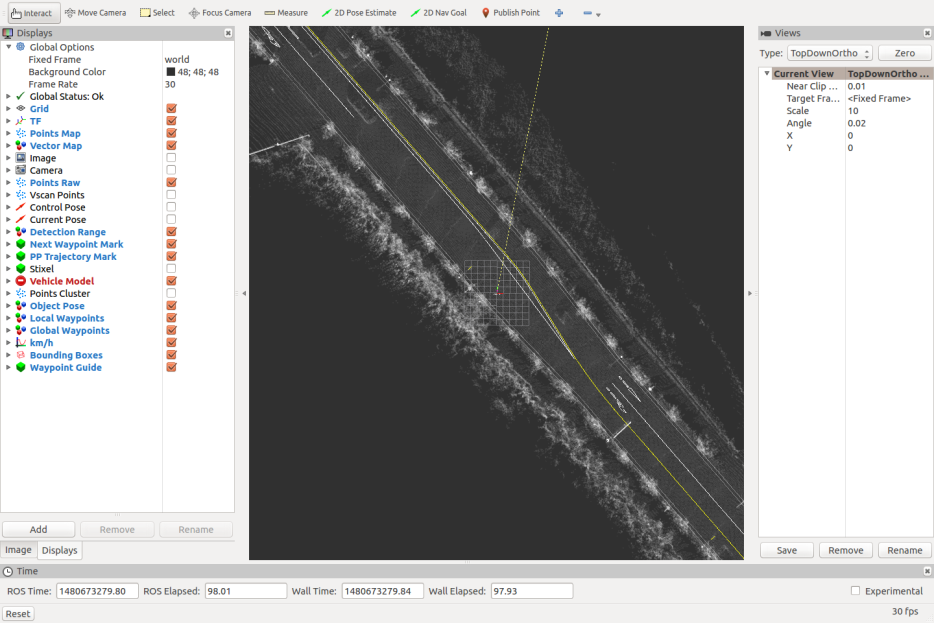 Interact Move Camera Select Focus Camera Measure 2D Pose Estimate 2D Nav Goal Publish Point
Displays
Global Options
Fixed Frame world
Background Color 48; 48; 48
Frame Rate 30
Global Status: Ok
Grid
TF
Points Map
Vector Map
Image
Camera
Points Raw
Vscan Points
Control Pose
Current Pose
Detection Range
Next Waypoint Mark
PP Trajectory Mark
Stixel
Vehicle Model
Points Cluster
Object Pose
Local Waypoints
Global Waypoints
km/h
Bounding Boxes
Waypoint Guide
Add Remove Rename
Image Displays
Views
Type: TopDownOrtho Zero
Current View TopDownOrtho ...
Near Clip ... 0.01
Target Fra... <Fixed Frame>
Scale 10
Angle 0.02
X 0
Y 0
Save Remove Rename
Time
ROS Time: 1480673279.80 ROS Elapsed: 98.01 Wall Time: 1480673279.84 Wall Elapsed: 97.93 Experimental
Reset 30 fps